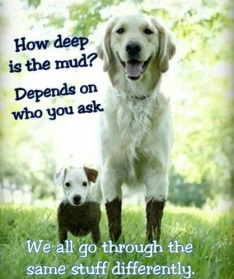 How deep
is the mud?
Depends on
who you ask.
We all go through the
same stuff differently.